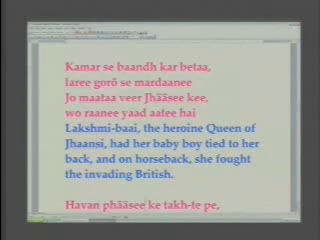 Kamar se baandh kar betaa,
laree gorõ se mardaanee
Jo maataa veer Jhããsee kee,
wo raanee yaad aatee hai
Lakshmi-baai, the heroine Queen of
Jhaansi, had her baby boy tied to her
back, and on horseback, she fought
the invading British.
Havan phããsee ke takh-te pe,